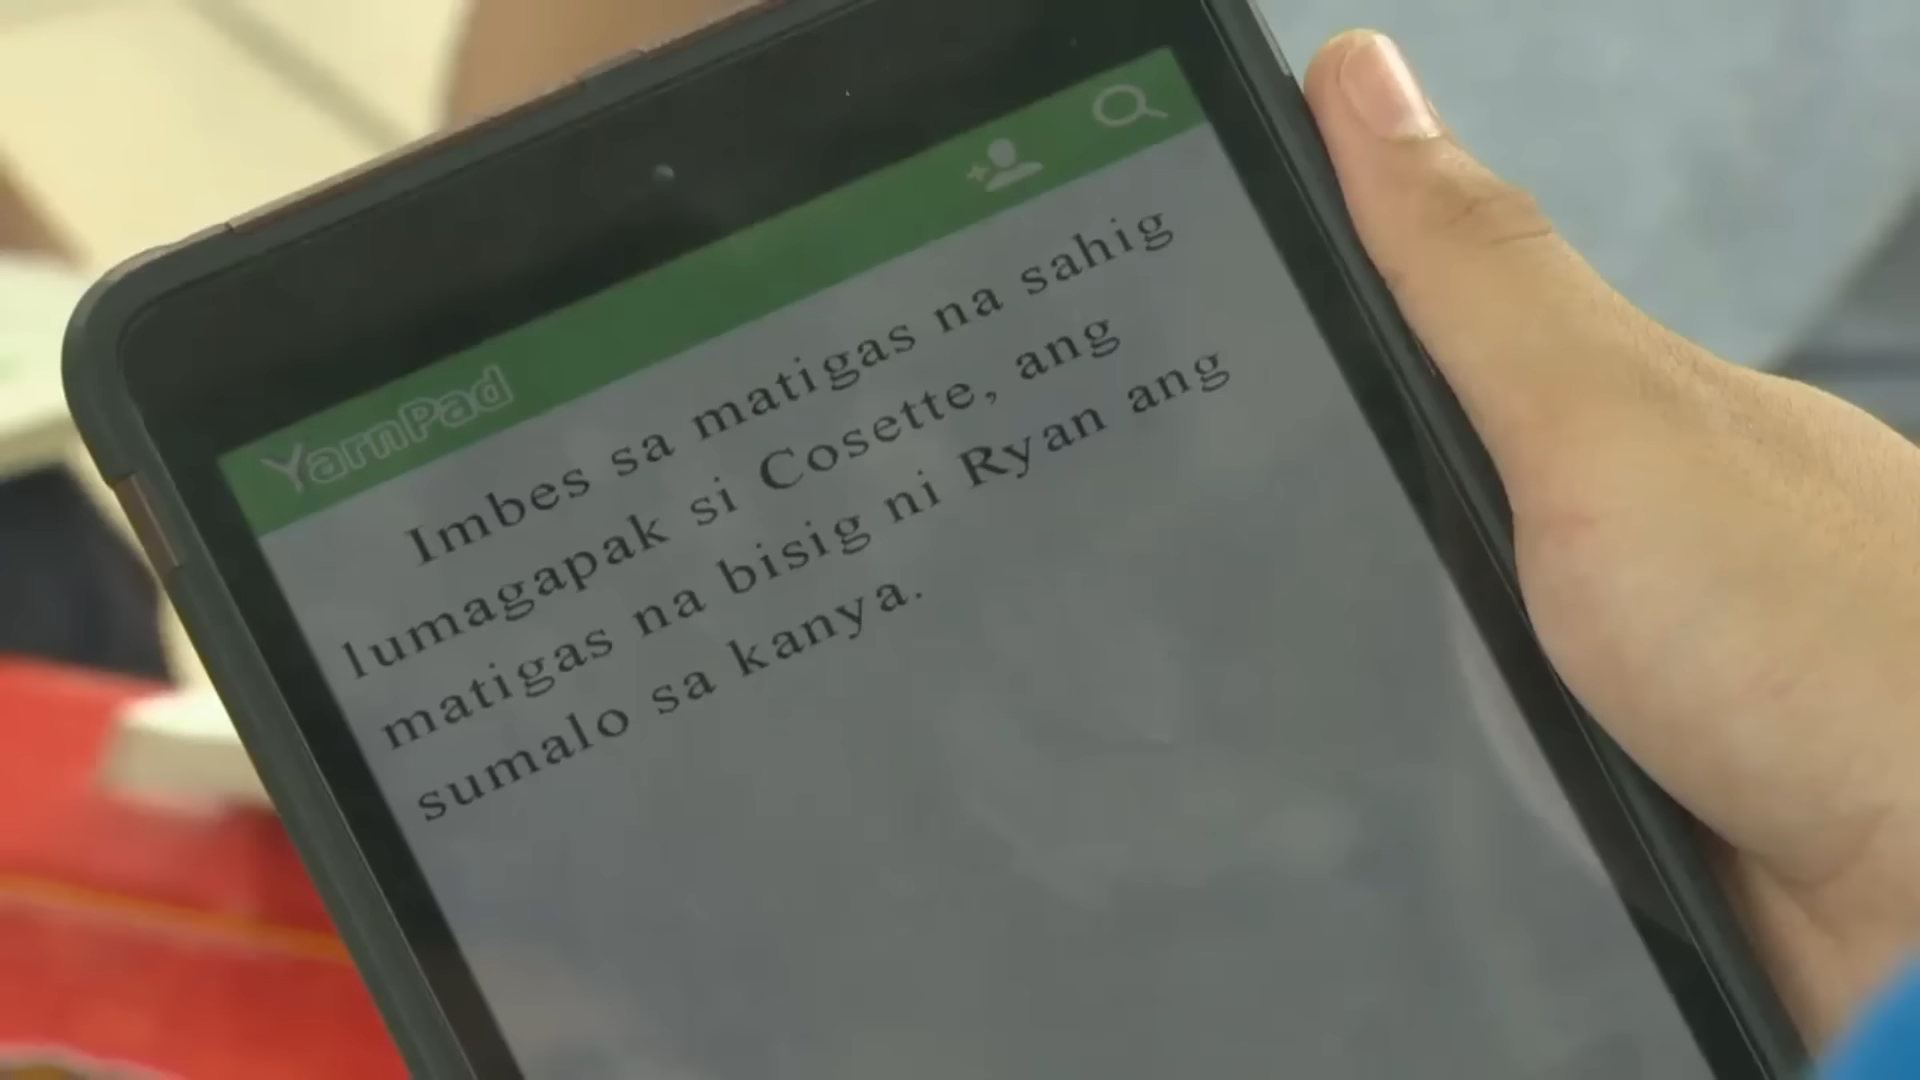 YarnPad
Imbes sa matigas na sahig
lumagapak si Cosette, ang
matigas na bisig ni Ryan ang
sumalo sa kanya.